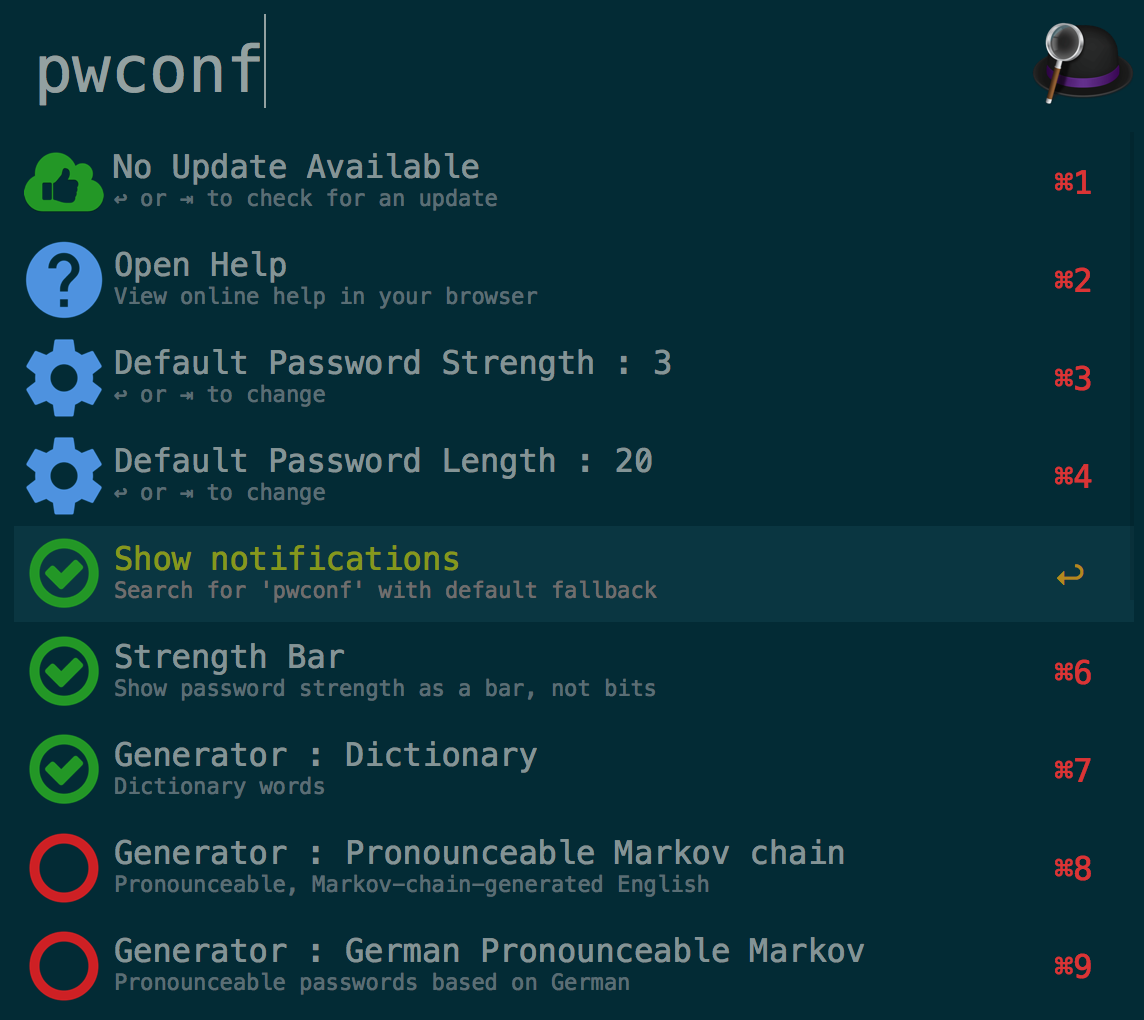 pwconf
No Update Available
↩ or ⇥ to check for an update
⌘1
Open Help
View online help in your browser
⌘2
Default Password Strength : 3
↩ or ⇥ to change
⌘3
Default Password Length : 20
↩ or ⇥ to change
⌘4
Show notifications
Search for 'pwconf' with default fallback
↩
Strength Bar
Show password strength as a bar, not bits
⌘6
Generator : Dictionary
Dictionary words
⌘7
Generator : Pronounceable Markov chain
Pronounceable, Markov-chain-generated English
⌘8
Generator : German Pronounceable Markov
Pronounceable passwords based on German
⌘9